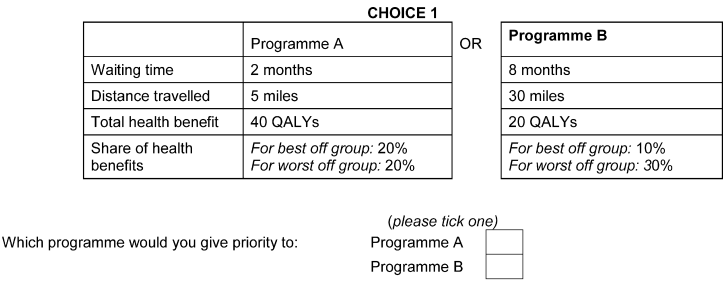 CHOICE 1
Programme A
OR
Programme B
Waiting time
2 months
8 months
Distance travelled
5 miles
30 miles
Total health benefit
40 QALYs
20 QALYs
Share of health
benefits
For best off group: 20%
For worst off group: 20%
For best off group: 10%
For worst off group: 30%
(please tick one)
Which programme would you give priority to:
Programme A
Programme B